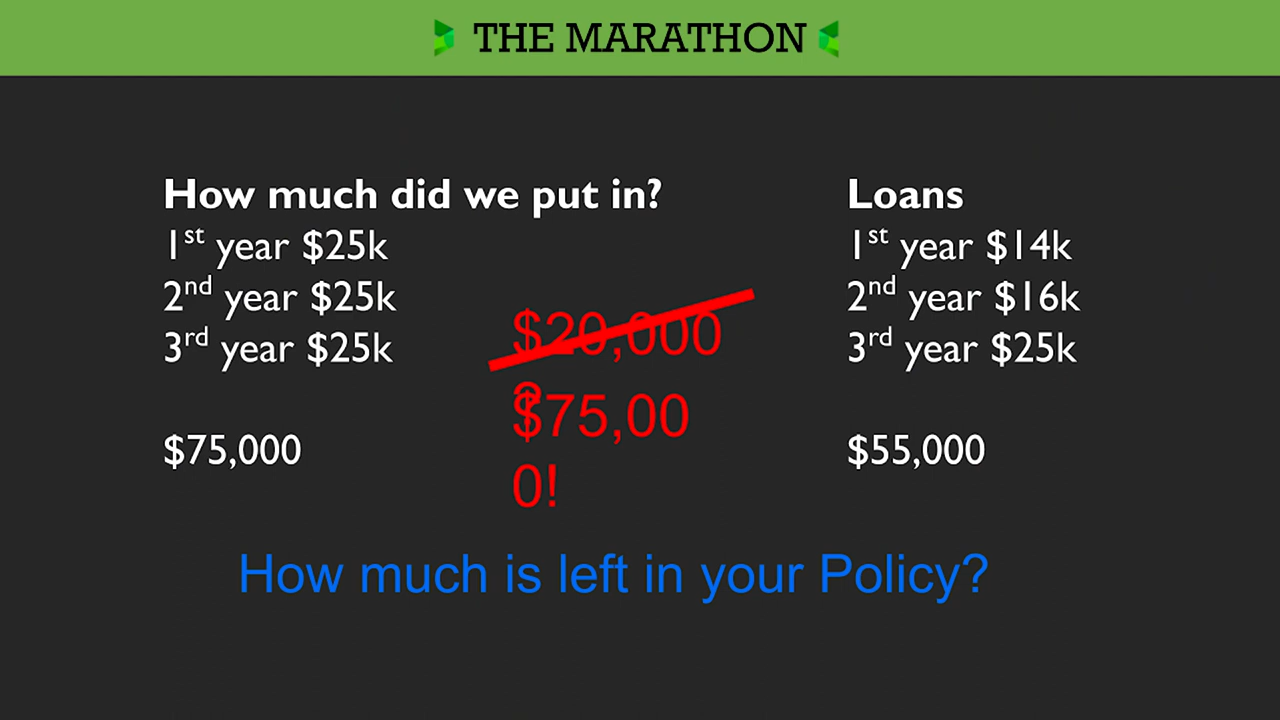 THE MARATHON
How much did we put in?
1st year $25k
2nd year $25k
3rd year $25k
$75,000
$20,000
?
$75,00
0!
Loans
1st year $14k
2nd year $16k
3rd year $25k
$55,000
How much is left in your Policy?